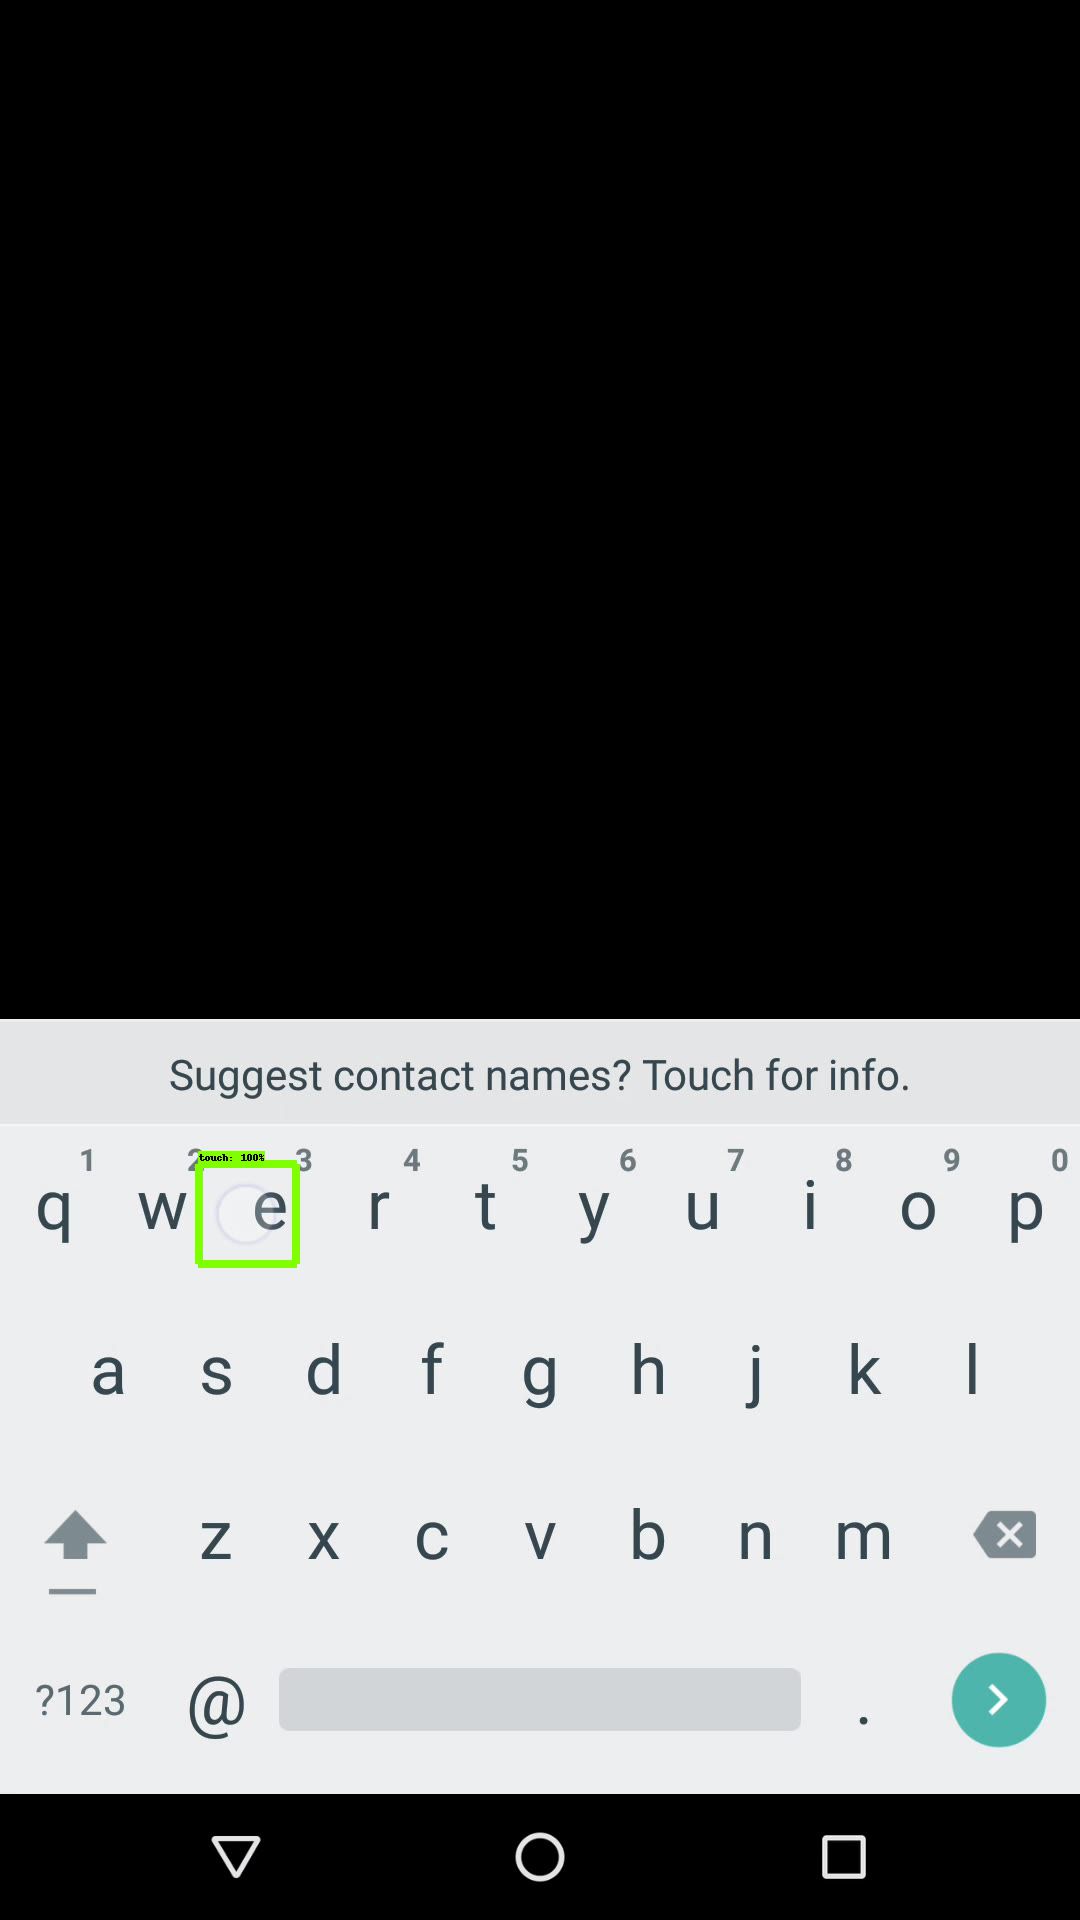 Suggest contact names? Touch for info.
touch: 100%
1 2 3 4 5 6 7 8 9 0
q w e r t y u i o p
a s d f g h j k l
z x c v b n m
?123 @ .